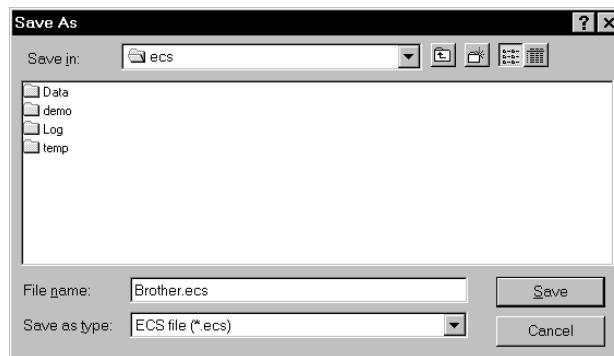 Save As
Save in: ecs
Data
demo
Log
temp
File name: Brother.ecs Save
Save as type: ECS file (*.ecs) Cancel